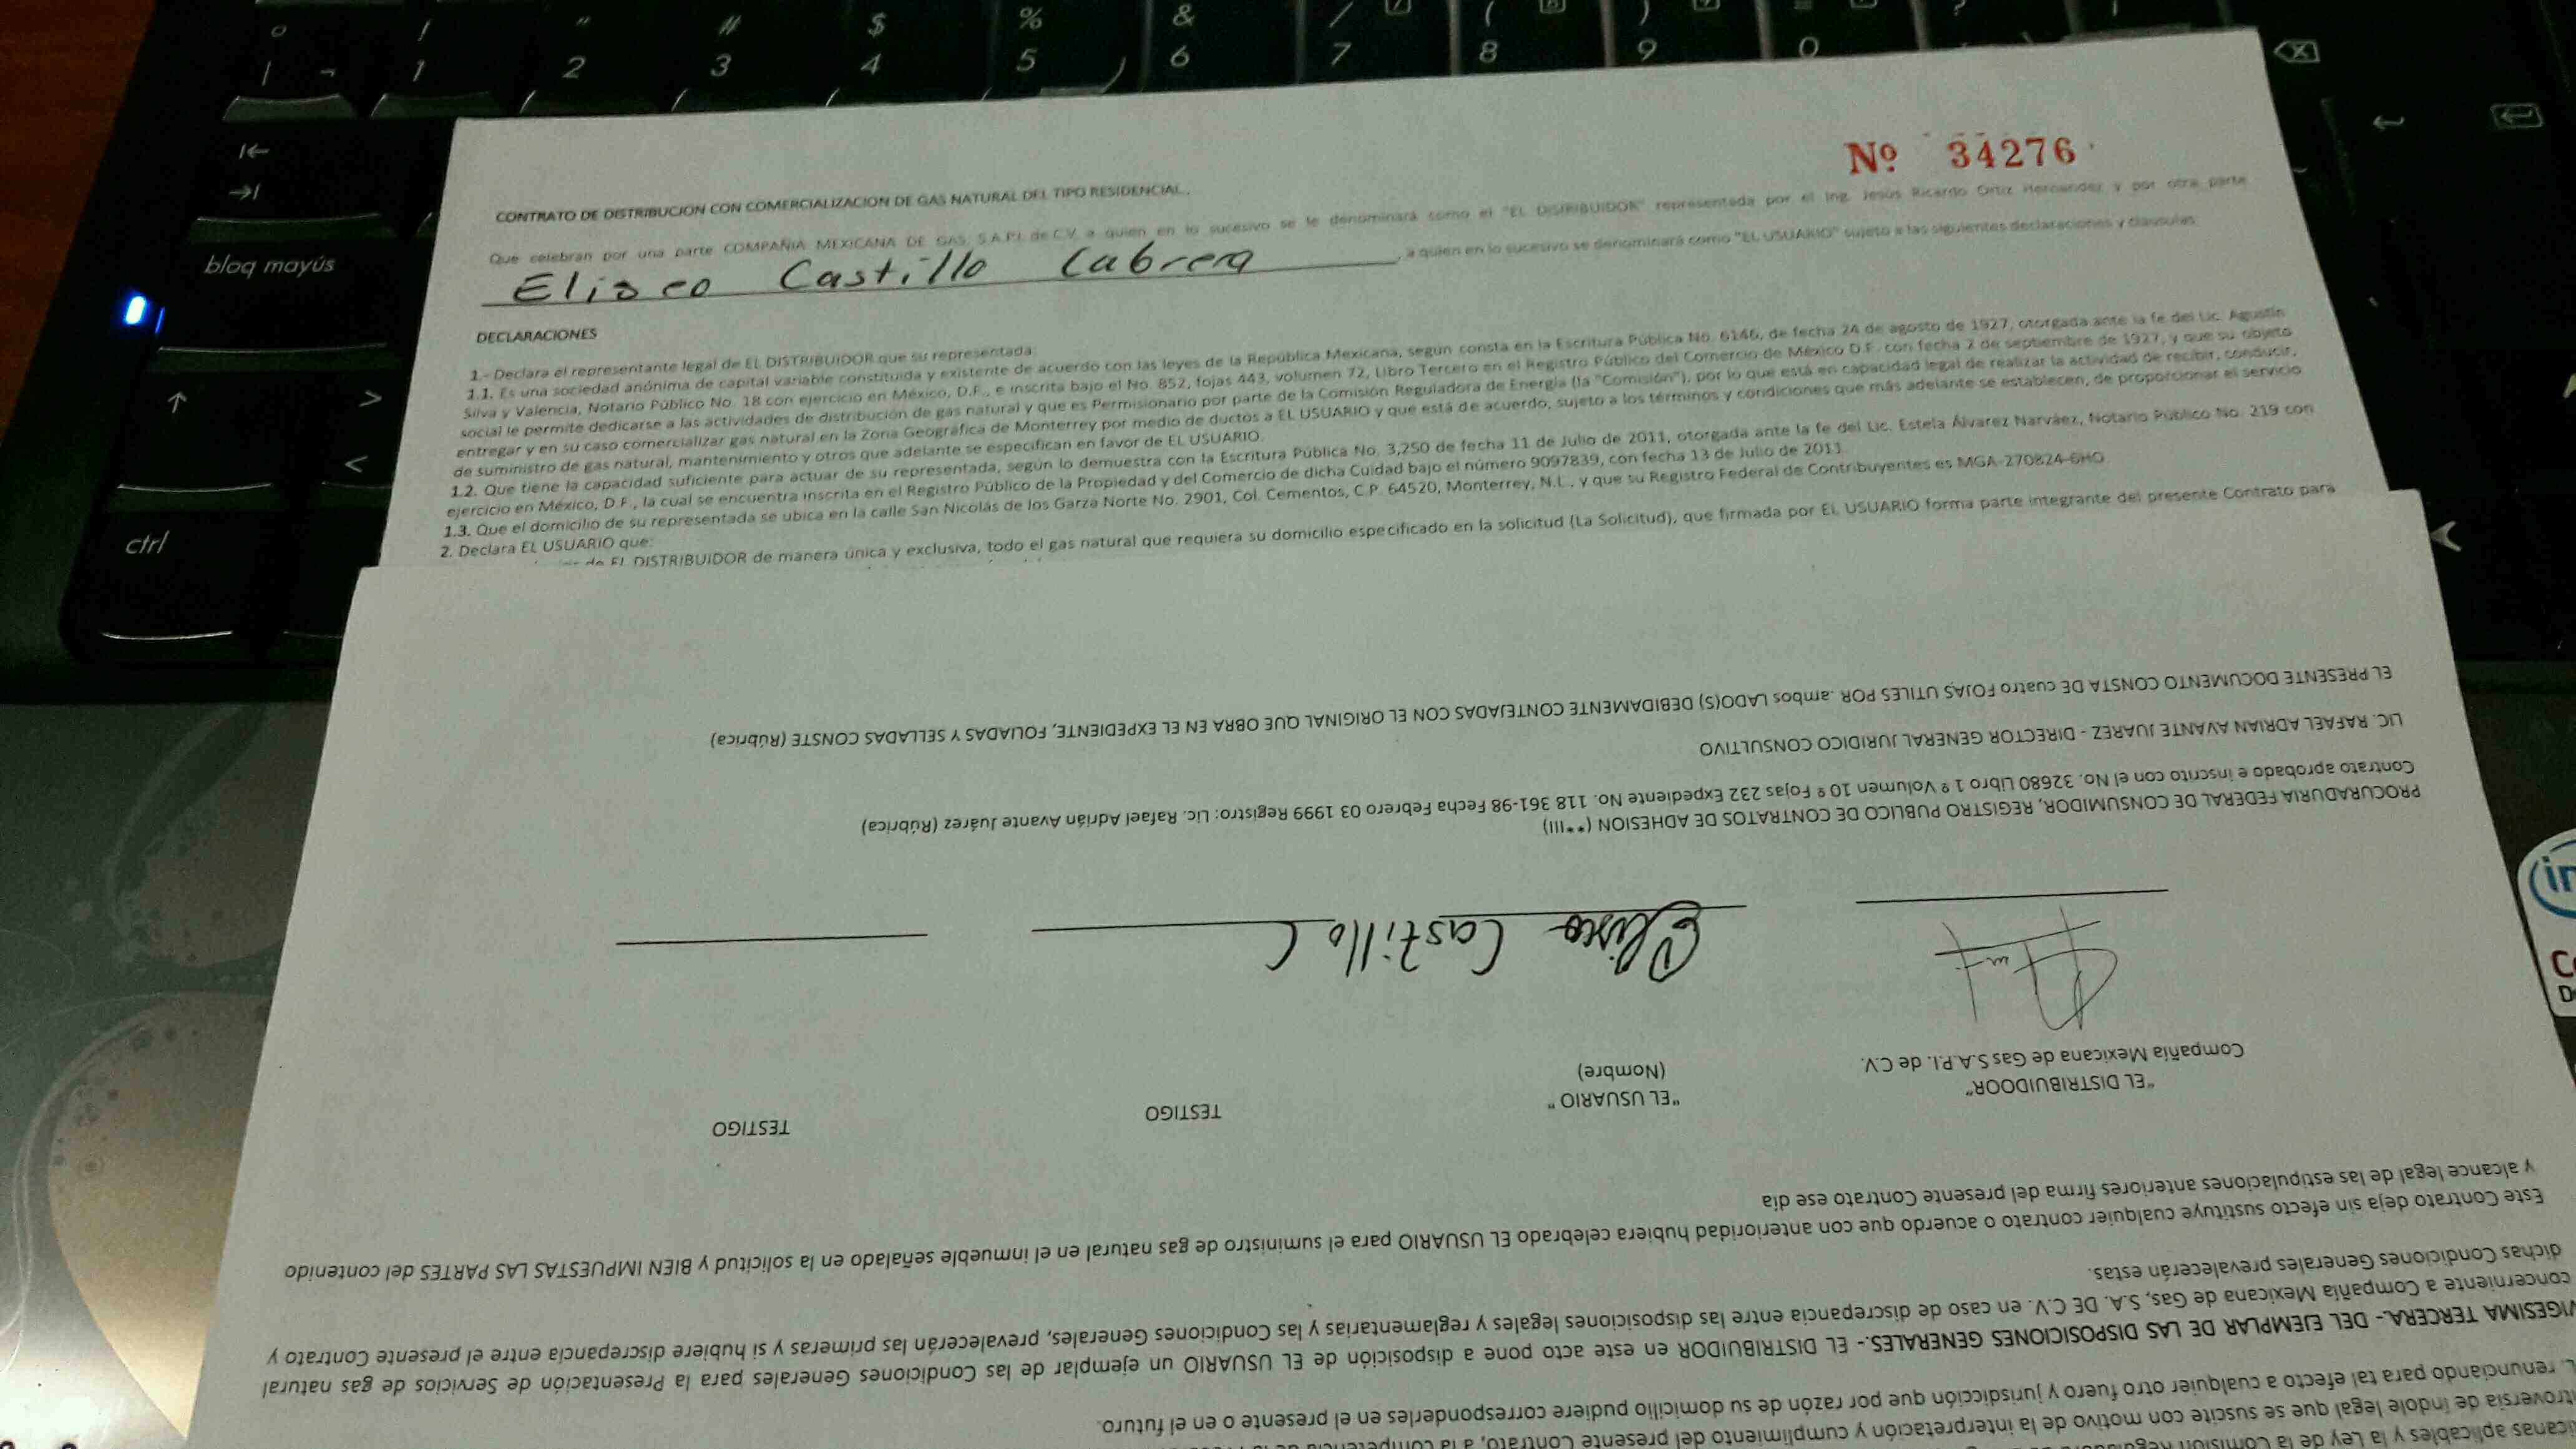 Nº 34276
CONTRATO DE DISTRIBUCION CON COMERCIALIZACION DE GAS NATURAL DEL TIPO RESIDENCIAL.
Que celebran por una parte COMPAÑIA MEXICANA DE GAS, S.A.P.I. de C.V. a quien en lo sucesivo se le denominará como el "EL DISTRIBUIDOR" representada por el Ing. Jesús Ricardo Ortiz Hernandez y por otra parte
Eliseo Castillo Cabrera, a quien en lo sucesivo se denominará como "EL USUARIO" sujeto a las siguientes declaraciones y clausulas
DECLARACIONES
1.- Declara el representante legal de EL DISTRIBUIDOR que su representada:
1.1. Es una sociedad anónima de capital variable constituida y existente de acuerdo con las leyes de la República Mexicana, segun consta en la Escritura Pública No. 6146, de fecha 24 de agosto de 1927, otorgada ante la fe del Lic. Agustín
Silva y Valencia, Notario Público No. 18 con ejercicio en México, D.F., e inscrita bajo el No. 852, fojas 443, volumen 72, Libro Tercero en el Registro Público del Comercio de México D.F. con fecha 2 de septiembre de 1927, y que su objeto
social le permite dedicarse a las actividades de distribución de gas natural y que es Permisionario por parte de la Comisión Reguladora de Energía (la "Comisión"), por lo que está en capacidad legal de realizar la actividad de recibir, conducir,
entregar y en su caso comercializar gas natural en la Zona Geográfica de Monterrey por medio de ductos a EL USUARIO y que está de acuerdo, sujeto a los términos y condiciones que más adelante se establecen, de proporcionar el servicio
de suministro de gas natural, mantenimiento y otros que adelante se especifican en favor de EL USUARIO.
1.2. Que tiene la capacidad suficiente para actuar de su representada, según lo demuestra con la Escritura Pública No. 3,250 de fecha 11 de Julio de 2011, otorgada ante la fe del Lic. Estela Álvarez Narváez, Notario Público No. 219 con
ejercicio en México, D.F., la cual se encuentra inscrita en el Registro Público de la Propiedad y del Comercio de dicha Cuidad bajo el número 9097839, con fecha 13 de Julio de 2011.
1.3. Que el domicilio de su representada se ubica en la calle San Nicolás de los Garza Norte No. 2901, Col. Cementos, C.P. 64520, Monterrey, N.L., y que su Registro Federal de Contribuyentes es MGA-270824-6HO
2. Declara EL USUARIO que:
de EL DISTRIBUIDOR de manera única y exclusiva, todo el gas natural que requiera su domicilio especificado en la solicitud (La Solicitud), que firmada por EL USUARIO forma parte integrante del presente Contrato para
canas aplicables y la Ley de la Comisión
troversia de índole legal que se suscite con motivo de la interpretación y cumplimiento del presente Contrato, a la
L. renunciando para tal efecto a cualquier otro fuero y jurisdicción que por razón de su domicilio pudiere corresponderles en el presente o en el futuro.
VIGESIMA TERCERA.- DEL EJEMPLAR DE LAS DISPOSICIONES GENERALES.- EL DISTRIBUIDOR en este acto pone a disposición de EL USUARIO un ejemplar de las Condiciones Generales para la Presentación de Servicios de gas natural
concerniente a Compañía Mexicana de Gas, S.A. DE C.V. en caso de discrepancia entre las disposiciones legales y reglamentarias y las Condiciones Generales, prevalecerán las primeras y si hubiere discrepancia entre el presente Contrato y
dichas Condiciones Generales prevalecerán estas.
Este Contrato deja sin efecto sustituye cualquier contrato o acuerdo que con anterioridad hubiera celebrado EL USUARIO para el suministro de gas natural en el inmueble señalado en la solicitud y BIEN IMPUESTAS LAS PARTES del contenido
y alcance legal de las estipulaciones anteriores firma del presente Contrato ese día
"EL DISTRIBUIDOOR"
Compañía Mexicana de Gas S.A.P.I. de C.V.
"EL USUARIO"
(Nombre)
TESTIGO
TESTIGO
Eliseo Castillo C
PROCURADURIA FEDERAL DE CONSUMIDOR, REGISTRO PUBLICO DE CONTRATOS DE ADHESION (**III)
Contrato aprobado e inscrito con el No. 32680 Libro 1 º Volumen 10 º Fojas 232 Expediente No. 118 361-98 Fecha Febrero 03 1999 Registro: Lic. Rafael Adrián Avante Juárez (Rúbrica)
LIC. RAFAEL ADRIAN AVANTE JUAREZ - DIRECTOR GENERAL JURIDICO CONSULTIVO
EL PRESENTE DOCUMENTO CONSTA DE cuatro FOJAS UTILES POR .ambos LADO(S) DEBIDAMENTE CONTEJADAS CON EL ORIGINAL QUE OBRA EN EL EXPEDIENTE, FOLIADAS Y SELLADAS CONSTE (Rúbrica)
bloq mayús
ctrl